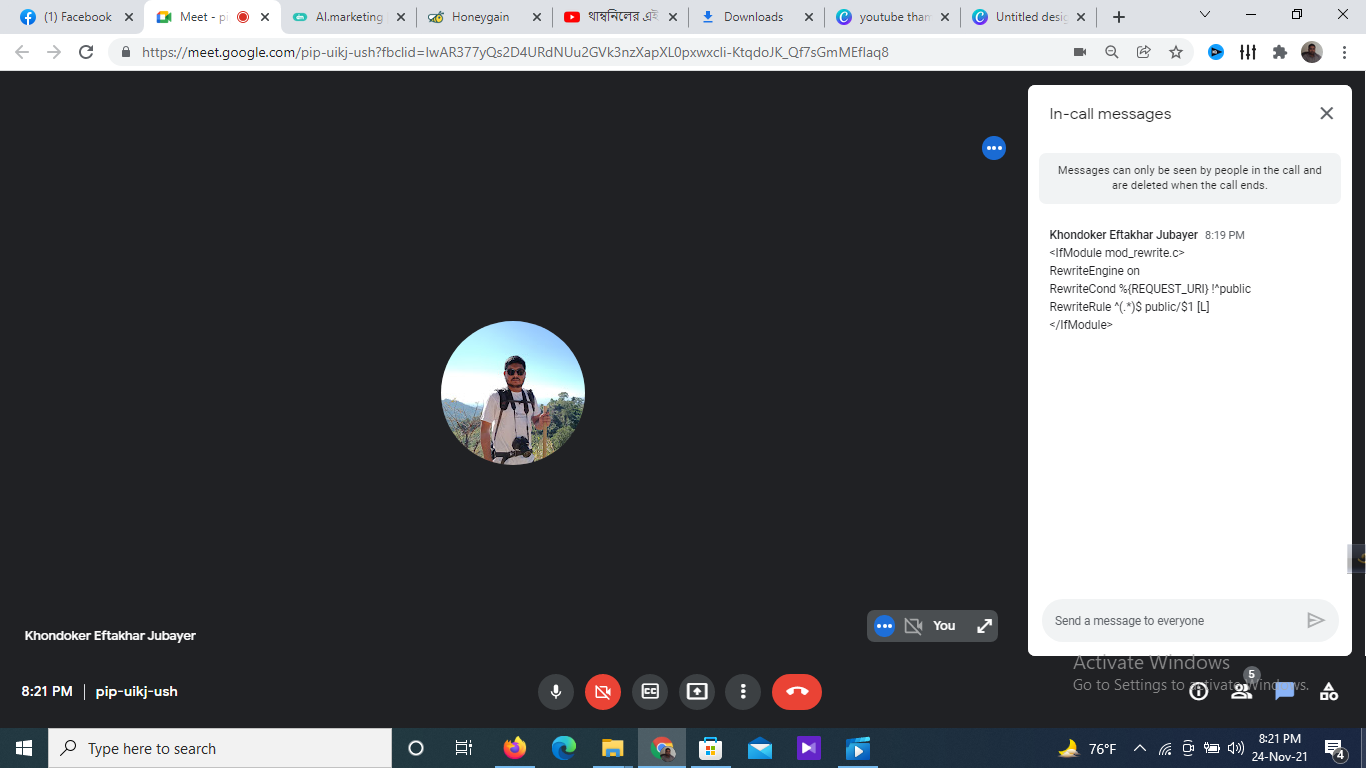 (1) Facebook
Meet - pi
AI.marketing
Honeygain
থাম্বনিলের এই
Downloads
youtube tham
Untitled desig
https://meet.google.com/pip-uikj-ush?fbclid=IwAR377yQs2D4URdNUu2GVk3nzXapXL0pxwxcli-KtqdoJK_Qf7sGmMEflaq8
In-call messages
Messages can only be seen by people in the call and
are deleted when the call ends.
Khondoker Eftakhar Jubayer 8:19 PM
<IfModule mod_rewrite.c>
RewriteEngine on
RewriteCond %{REQUEST_URI} !^public
RewriteRule ^(.*)$ public/$1 [L]
</IfModule>
Send a message to everyone
You
Khondoker Eftakhar Jubayer
8:21 PM | pip-uikj-ush
CC
5
Activate Windows
Go to Settings to activate Windows.
Type here to search
76°F
8:21 PM
24-Nov-21
4